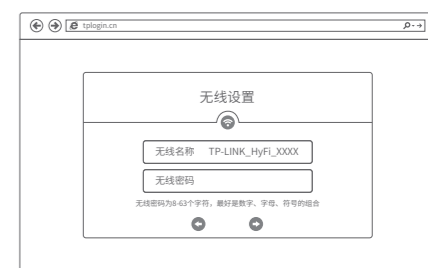 tplogin.cn
无线设置
无线名称 TP-LINK_HyFi_XXXX
无线密码
无线密码为8-63个字符，最好是数字、字母、符号的组合